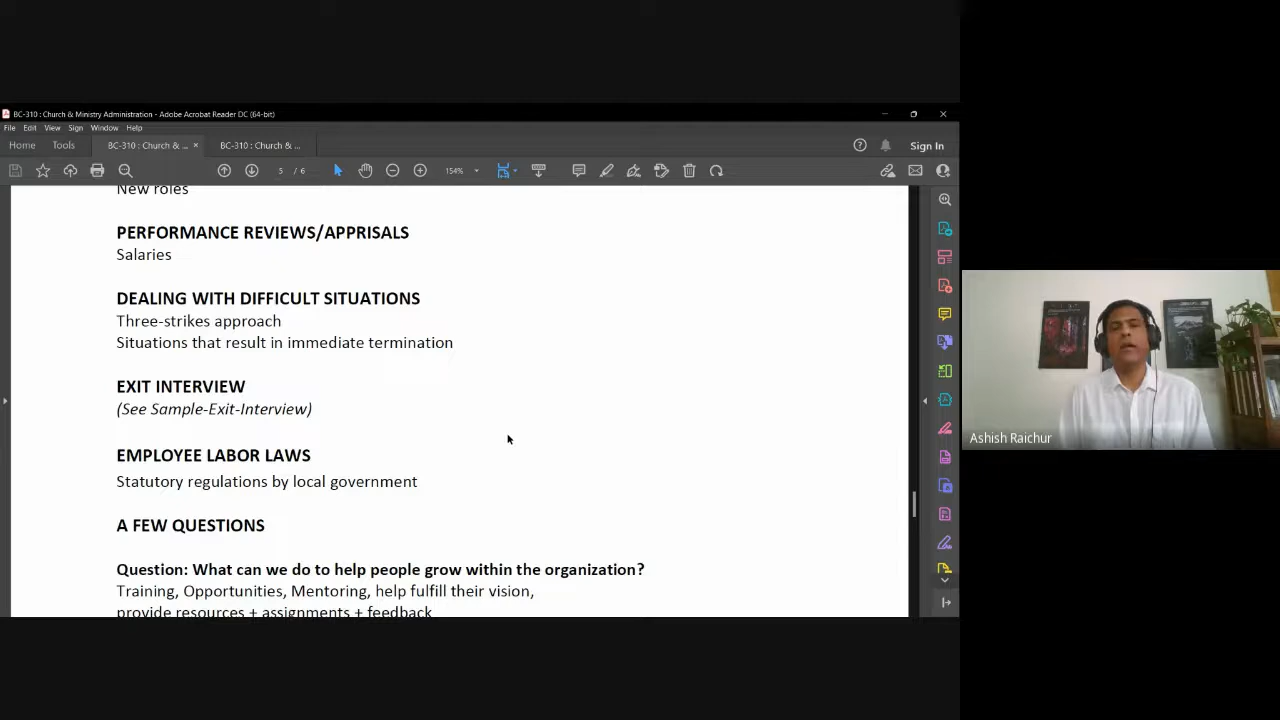 BC-310 : Church & Ministry Administration - Adobe Acrobat Reader DC (64-bit)
File Edit View Sign Window Help
Home Tools BC-310 : Church & ... × BC-310 : Church & ... Sign In
5 / 6 154%
New roles
PERFORMANCE REVIEWS/APPRISALS
Salaries
DEALING WITH DIFFICULT SITUATIONS
Three-strikes approach
Situations that result in immediate termination
EXIT INTERVIEW
(See Sample-Exit-Interview)
EMPLOYEE LABOR LAWS
Statutory regulations by local government
A FEW QUESTIONS
Question: What can we do to help people grow within the organization?
Training, Opportunities, Mentoring, help fulfill their vision,
provide resources + assignments + feedback
Ashish Raichur